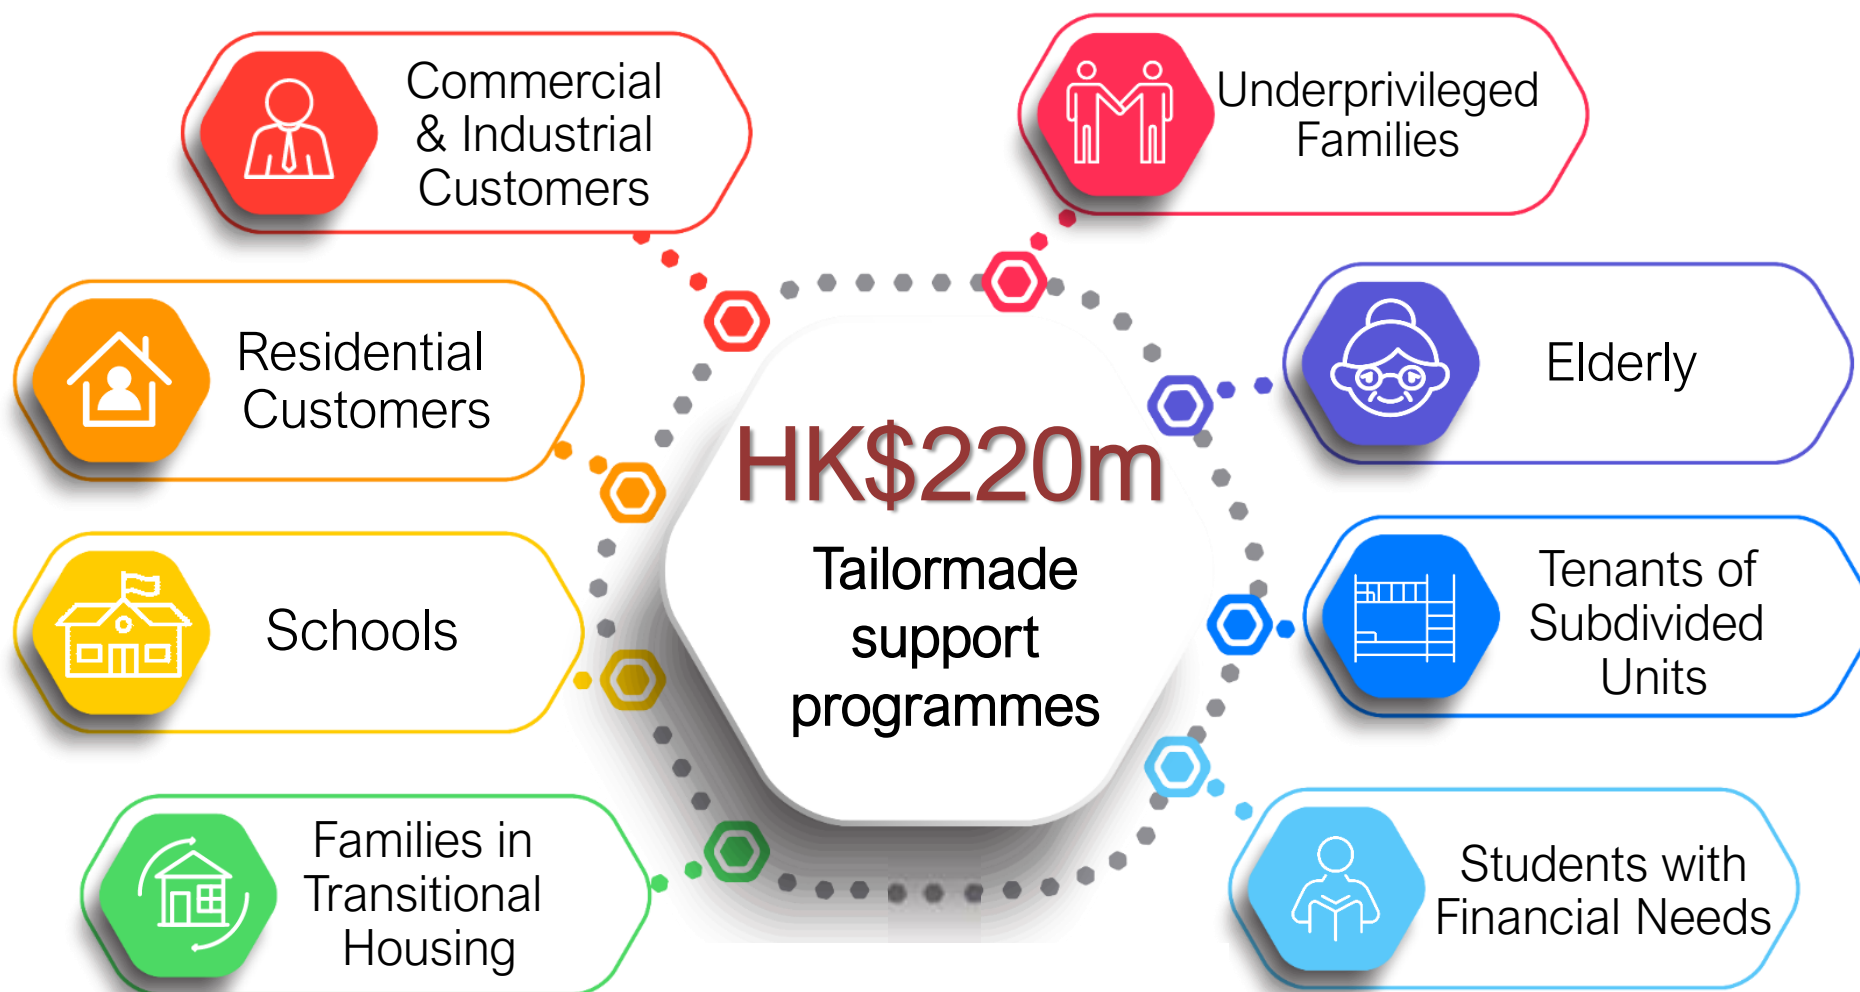 Commercial
& Industrial
Customers
Underprivileged
Families
Residential
Customers
Elderly
HK$220m
Tailormade
support
programmes
Schools
Tenants of
Subdivided
Units
Families in
Transitional
Housing
Students with
Financial Needs